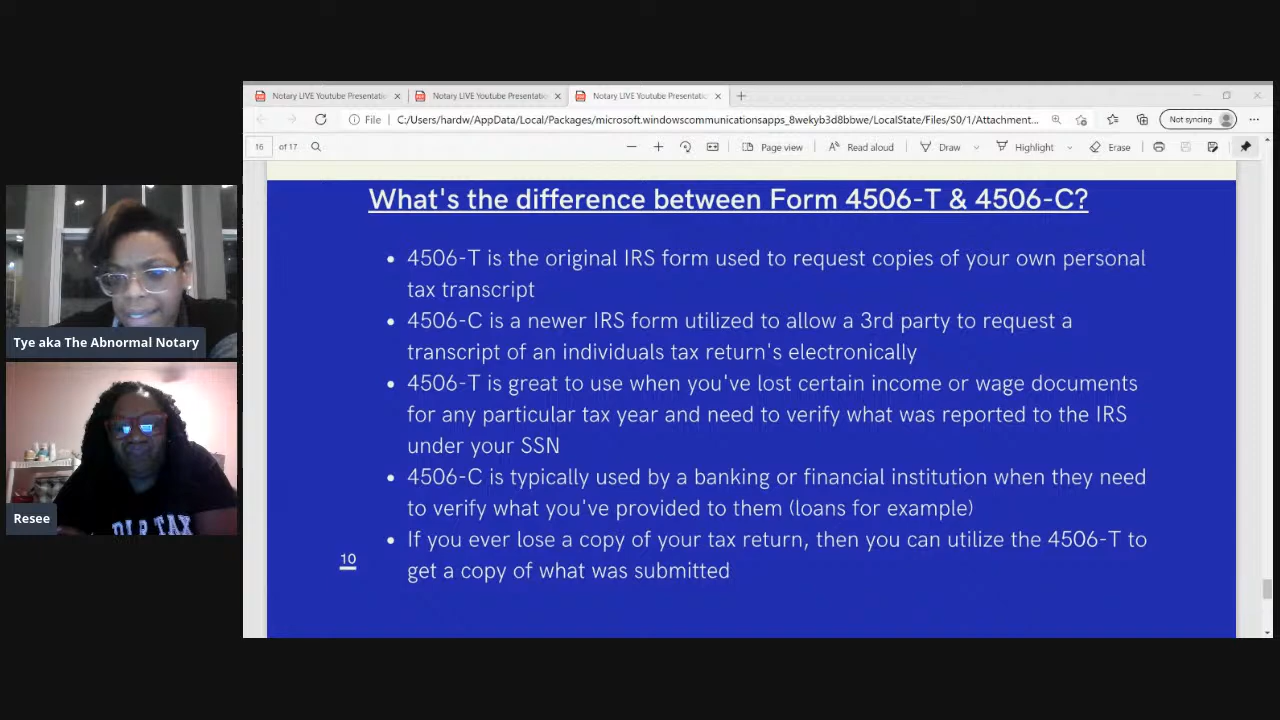 Notary LIVE Youtube Presentatio
Notary LIVE Youtube Presentatio
Notary LIVE Youtube Presentatio
File
C:/Users/hardw/AppData/Local/Packages/microsoft.windowscommunicationsapps_8wekyb3d8bbwe/LocalState/Files/S0/1/Attachment...
Not syncing
16 of 17
Page view
Read aloud
Draw
Highlight
Erase
What's the difference between Form 4506-T & 4506-C?
• 4506-T is the original IRS form used to request copies of your own personal
tax transcript
• 4506-C is a newer IRS form utilized to allow a 3rd party to request a
transcript of an individuals tax return's electronically
• 4506-T is great to use when you've lost certain income or wage documents
for any particular tax year and need to verify what was reported to the IRS
under your SSN
• 4506-C is typically used by a banking or financial institution when they need
to verify what you've provided to them (loans for example)
• If you ever lose a copy of your tax return, then you can utilize the 4506-T to
get a copy of what was submitted
10
Tye aka The Abnormal Notary
Resee
DLR TAX